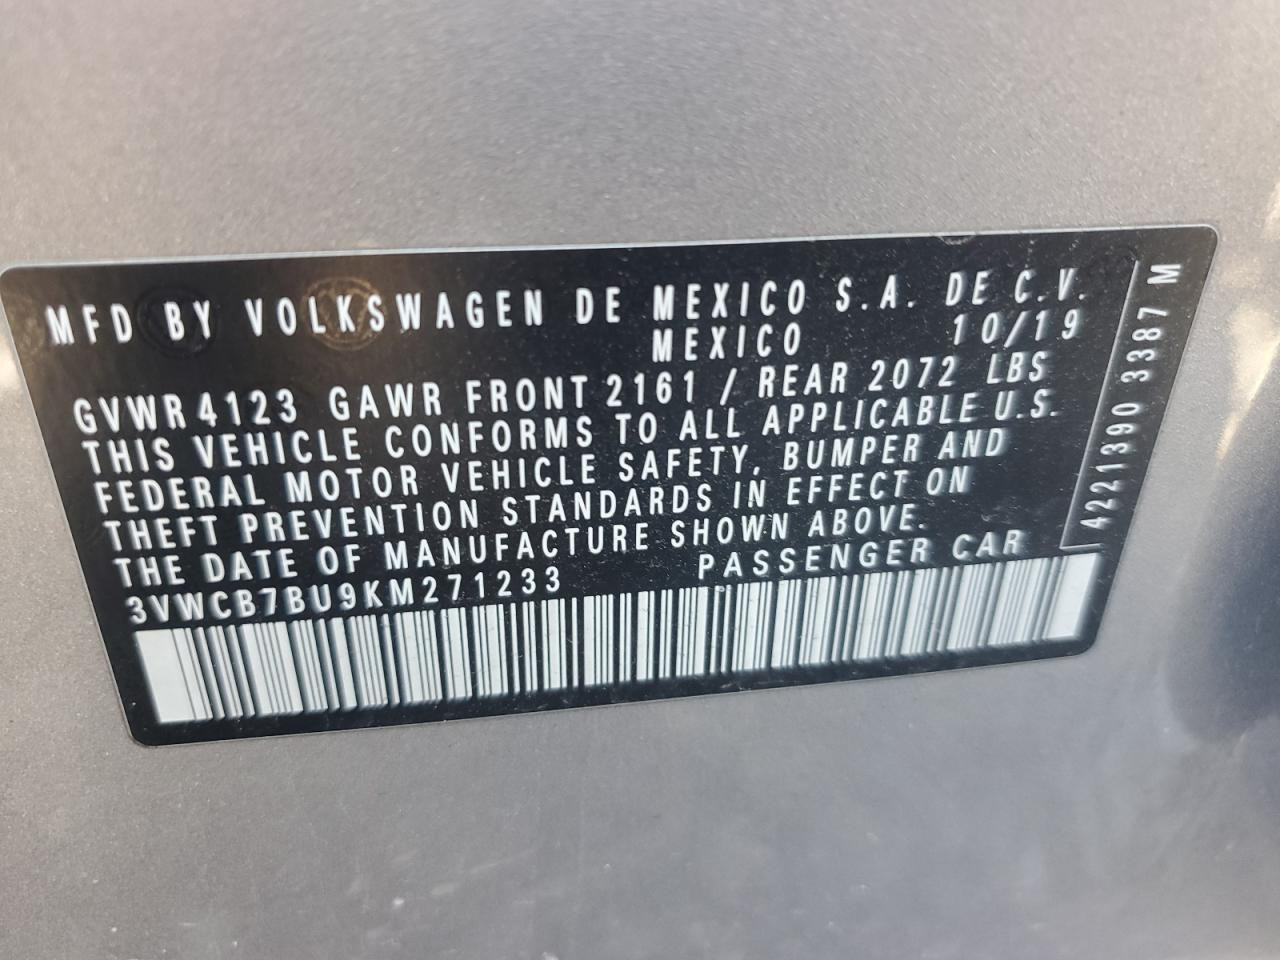 MFD BY VOLKSWAGEN DE MEXICO S.A. DE C.V.
MEXICO 10/19
GVWR 4123 GAWR FRONT 2161 / REAR 2072 LBS
THIS VEHICLE CONFORMS TO ALL APPLICABLE U.S.
FEDERAL MOTOR VEHICLE SAFETY, BUMPER AND
THEFT PREVENTION STANDARDS IN EFFECT ON
THE DATE OF MANUFACTURE SHOWN ABOVE.
3VWCB7BU9KM271233 PASSENGER CAR
4221390 3387 M